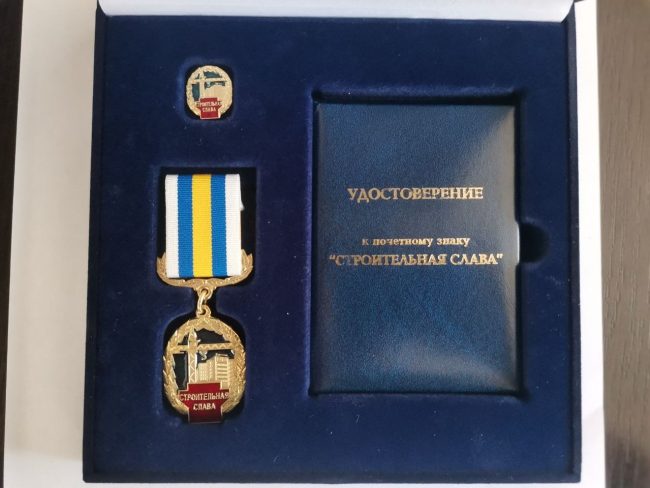 СТРОИТЕЛЬНАЯ
СЛАВА
УДОСТОВЕРЕНИЕ
к почетному знаку
"СТРОИТЕЛЬНАЯ СЛАВА"
СТРОИТЕЛЬНАЯ
СЛАВА